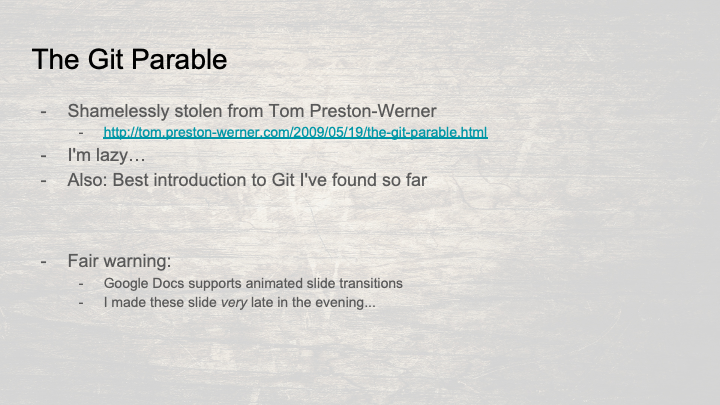 The Git Parable
- Shamelessly stolen from Tom Preston-Werner
- http://tom.preston-werner.com/2009/05/19/the-git-parable.html
- I'm lazy…
- Also: Best introduction to Git I've found so far
- Fair warning:
- Google Docs supports animated slide transitions
- I made these slide very late in the evening...